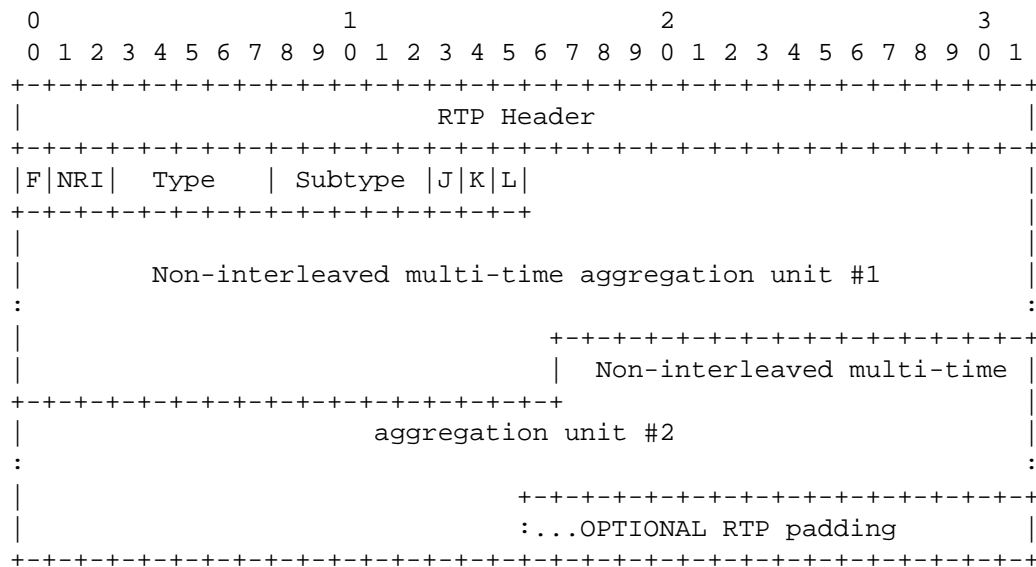 0                   1                   2                   3
 0 1 2 3 4 5 6 7 8 9 0 1 2 3 4 5 6 7 8 9 0 1 2 3 4 5 6 7 8 9 0 1
+-+-+-+-+-+-+-+-+-+-+-+-+-+-+-+-+-+-+-+-+-+-+-+-+-+-+-+-+-+-+-+-+
|                          RTP Header                           |
+-+-+-+-+-+-+-+-+-+-+-+-+-+-+-+-+-+-+-+-+-+-+-+-+-+-+-+-+-+-+-+-+
|F|NRI|  Type   | Subtype |J|K|L|                               |
+-+-+-+-+-+-+-+-+-+-+-+-+-+-+-+-+                               |
|                                                               |
|        Non-interleaved multi-time aggregation unit #1         |
:                                                               :
|                                 +-+-+-+-+-+-+-+-+-+-+-+-+-+-+-+
|                                 |  Non-interleaved multi-time |
+-+-+-+-+-+-+-+-+-+-+-+-+-+-+-+-+-+                             |
|                      aggregation unit #2                      |
:                                                               :
|                               +-+-+-+-+-+-+-+-+-+-+-+-+-+-+-+-+
|                               :...OPTIONAL RTP padding        |
+-+-+-+-+-+-+-+-+-+-+-+-+-+-+-+-+-+-+-+-+-+-+-+-+-+-+-+-+-+-+-+-+